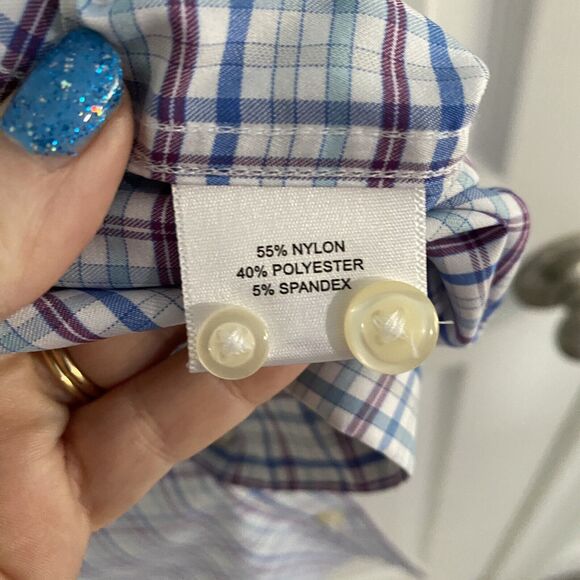 55% NYLON
40% POLYESTER
5% SPANDEX